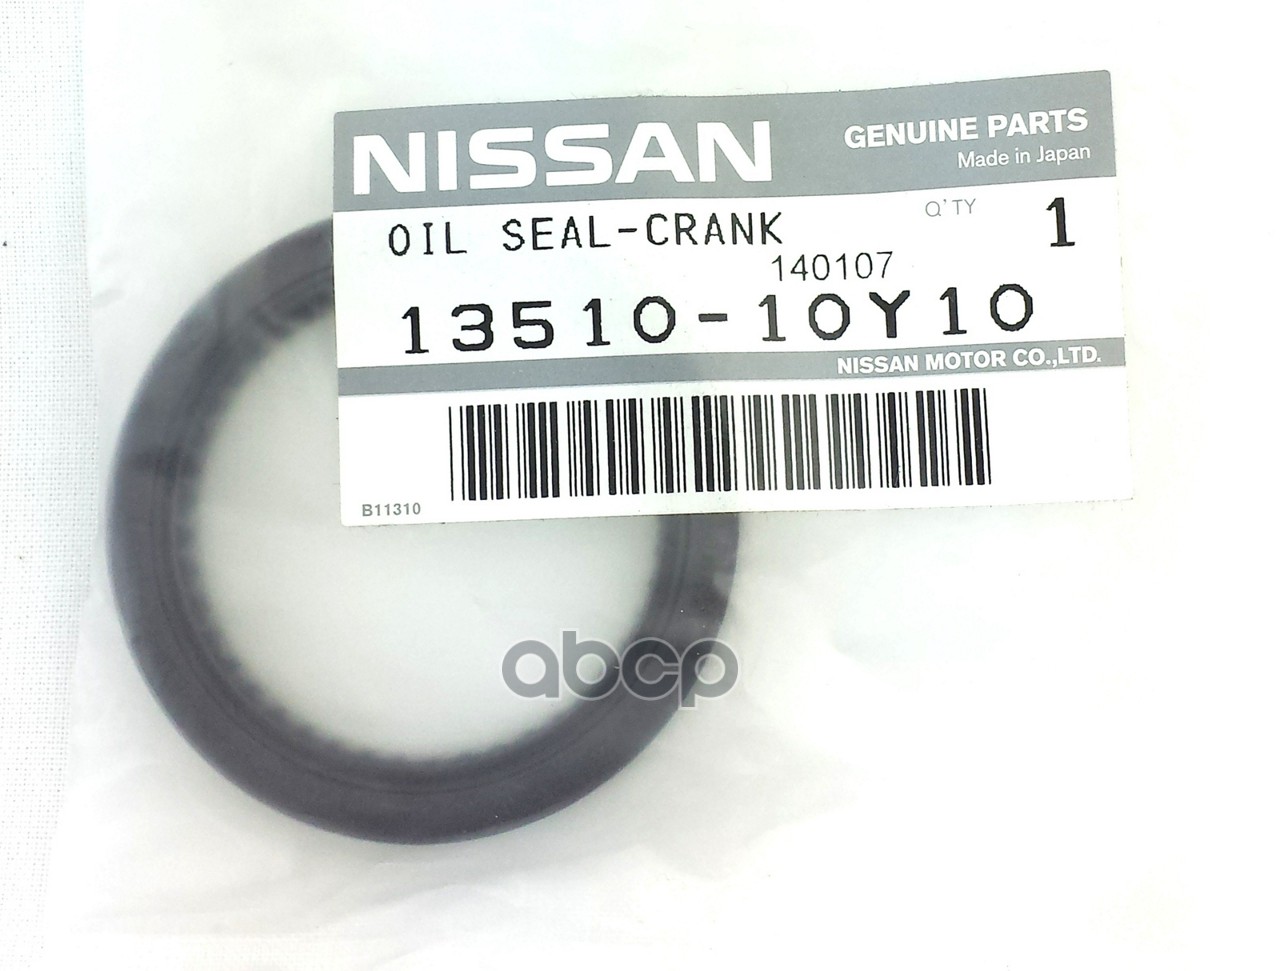 NISSAN
GENUINE PARTS
Made in Japan
OIL SEAL-CRANK
Q'TY 1
140107
13510-10Y10
NISSAN MOTOR CO.,LTD.
B11310
abcp